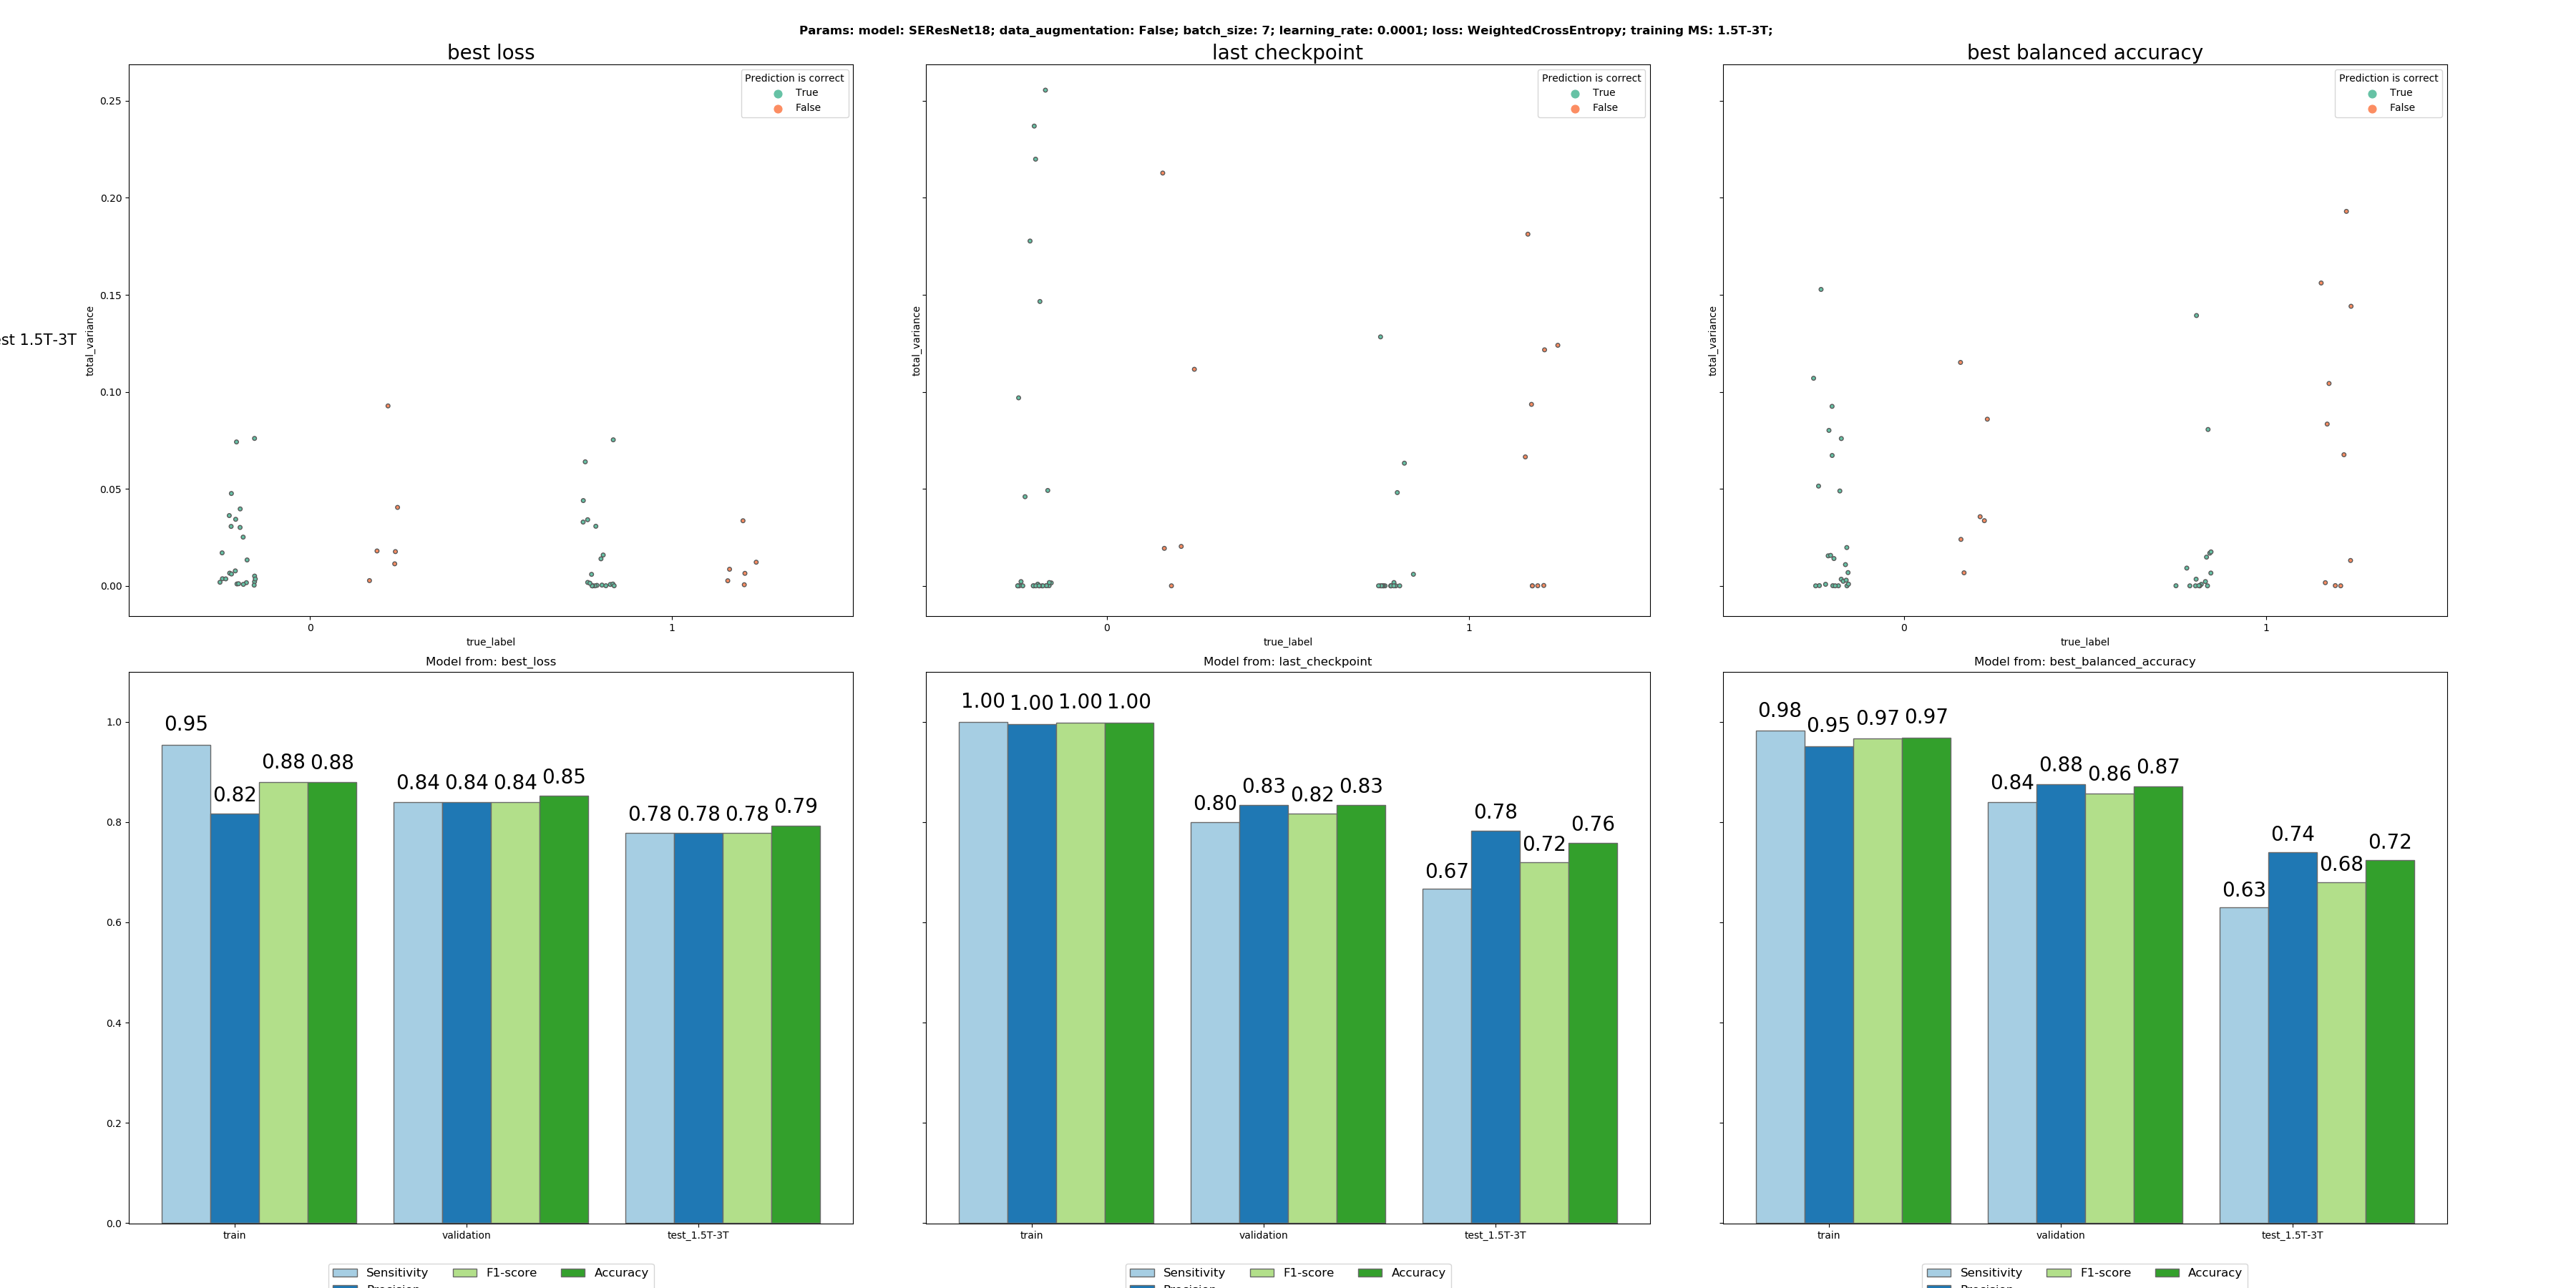 Params: model: SEResNet18; data_augmentation: False; batch_size: 7; learning_rate: 0.0001; loss: WeightedCrossEntropy; training MS: 1.5T-3T;
best loss
last checkpoint
best balanced accuracy
Prediction is correct
True
False
Prediction is correct
True
False
Prediction is correct
True
False
0.25
0.20
0.15
0.10
0.05
0.00
1.5T-3T
total_variance
total_variance
total_variance
0 1
0 1
0 1
true_label
true_label
true_label
Model from: best_loss
Model from: last_checkpoint
Model from: best_balanced_accuracy
1.0
0.8
0.6
0.4
0.2
0.0
0.95 0.82 0.88 0.88
0.84 0.84 0.84 0.85
0.78 0.78 0.78 0.79
1.00 1.00 1.00 1.00
0.80 0.83 0.82 0.83
0.67 0.78 0.72 0.76
0.98 0.95 0.97 0.97
0.84 0.88 0.86 0.87
0.63 0.74 0.68 0.72
train validation test_1.5T-3T
train validation test_1.5T-3T
train validation test_1.5T-3T
Sensitivity F1-score Accuracy
Sensitivity F1-score Accuracy
Sensitivity F1-score Accuracy